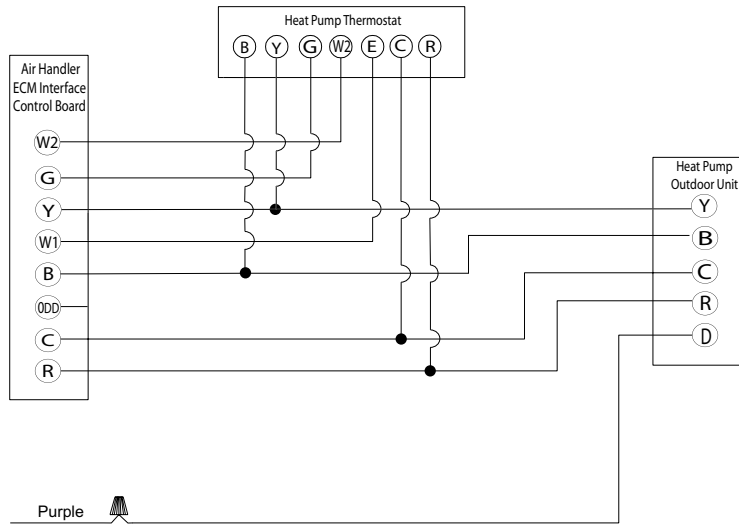 Heat Pump Thermostat
B Y G W2 E C R
Air Handler
ECM Interface
Control Board
W2
G
Y
W1
B
ODD
C
R
Heat Pump
Outdoor Unit
Y
B
C
R
D
Purple